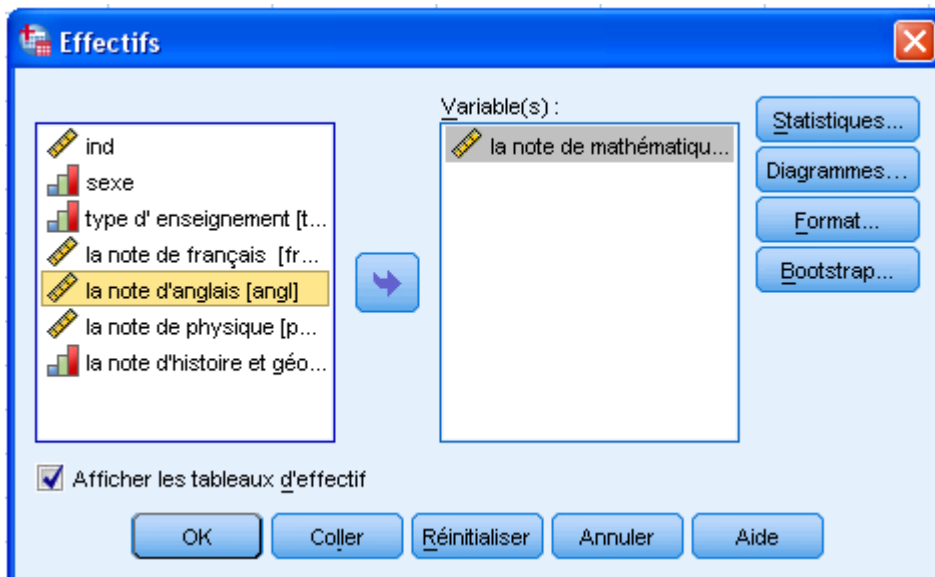 Effectifs
Variable(s) :
ind
sexe
type d' enseignement [t...
la note de français [fr...
la note d'anglais [angl]
la note de physique [p...
la note d'histoire et géo...
la note de mathématiqu...
Statistiques...
Diagrammes...
Format...
Bootstrap...
Afficher les tableaux d'effectif
OK
Coller
Réinitialiser
Annuler
Aide